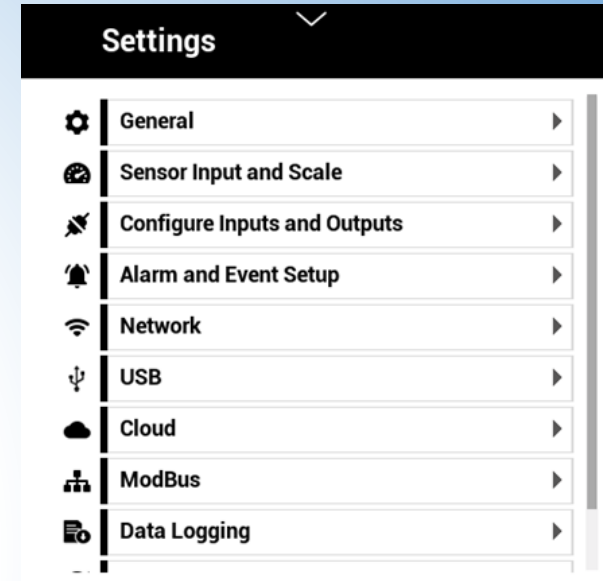 Settings
General
Sensor Input and Scale
Configure Inputs and Outputs
Alarm and Event Setup
Network
USB
Cloud
ModBus
Data Logging